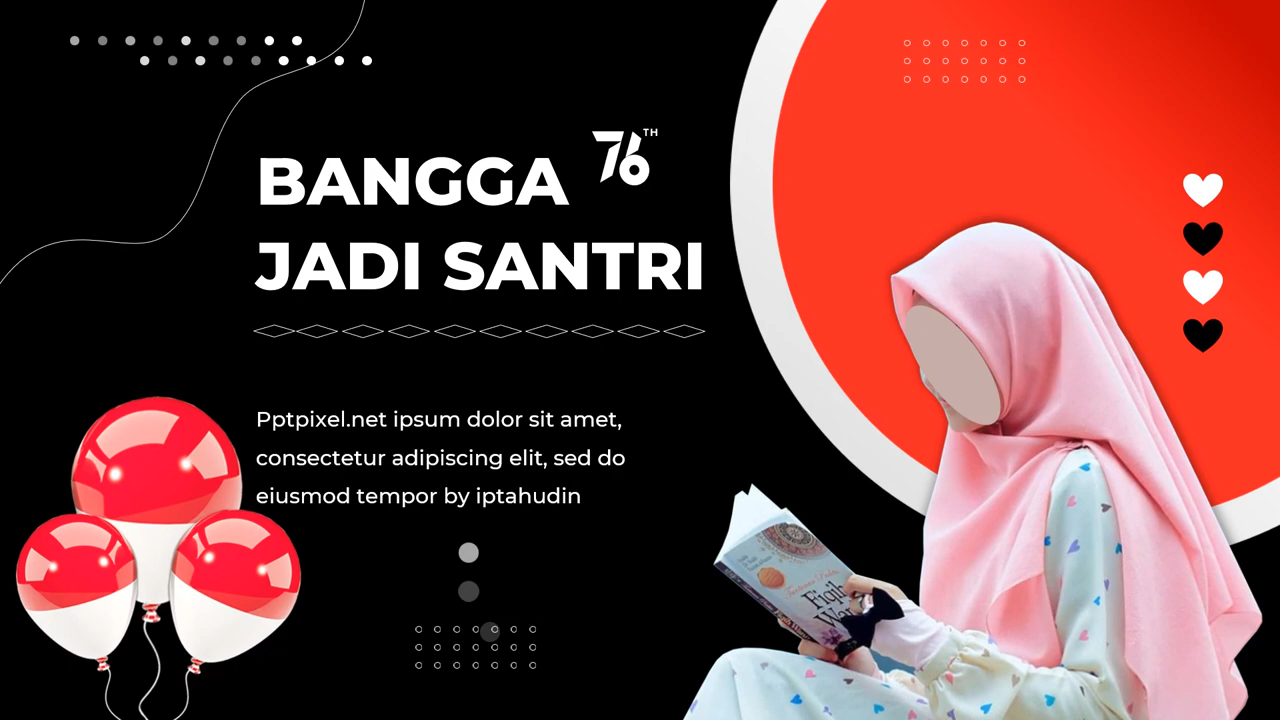 BANGGA
76TH
JADI SANTRI
Pptpixel.net ipsum dolor sit amet,
consectetur adipiscing elit, sed do
eiusmod tempor by iptahudin
Fiqih